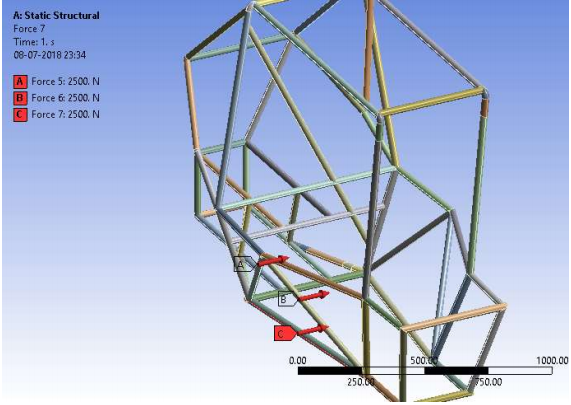 A: Static Structural
Force 7
Time: 1. s
08-07-2018 23:34
A Force 5: 2500. N
B Force 6: 2500. N
C Force 7: 2500. N
A
B
C
0.00 500.00 1000.00
250.00 750.00